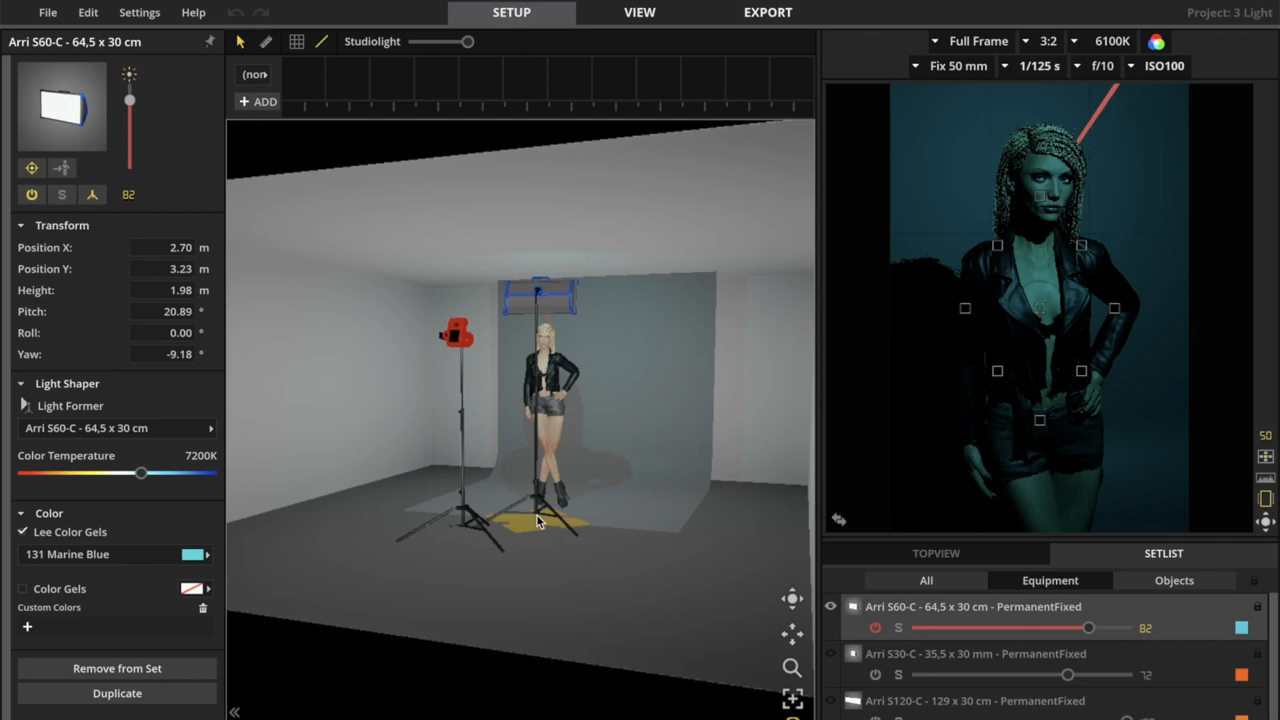 File Edit Settings Help
SETUP VIEW EXPORT
Project: 3 Light
Arri S60-C - 64,5 x 30 cm
82
Transform
Position X: 2.70 m
Position Y: 3.23 m
Height: 1.98 m
Pitch: 20.89 °
Roll: 0.00 °
Yaw: -9.18 °
Light Shaper
Light Former
Arri S60-C - 64,5 x 30 cm
Color Temperature 7200K
Color
Lee Color Gels
131 Marine Blue
Color Gels
Custom Colors
+
Remove from Set
Duplicate
Studiolight
(non
+ ADD
Full Frame 3:2 6100K
Fix 50 mm 1/125 s f/10 ISO100
50
TOPVIEW SETLIST
All Equipment Objects
Arri S60-C - 64,5 x 30 cm - PermanentFixed
S 82
Arri S30-C - 35,5 x 30 mm - PermanentFixed
S 72
Arri S120-C - 129 x 30 cm - PermanentFixed